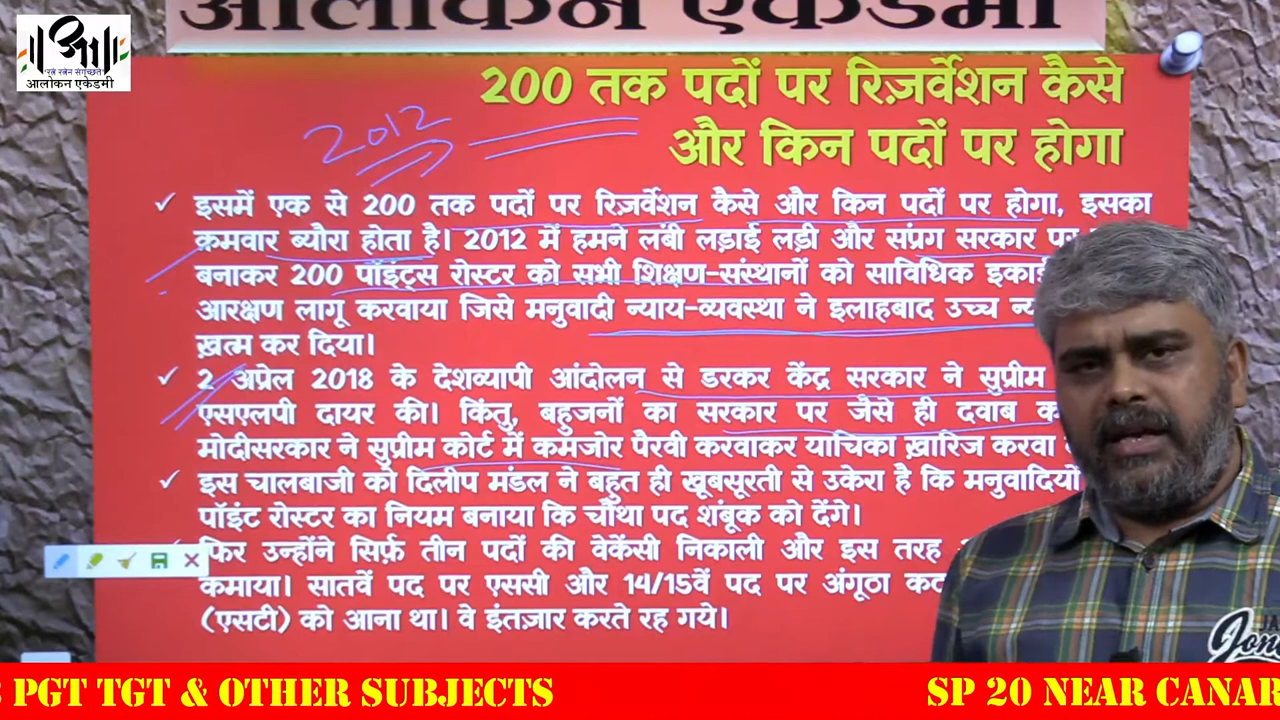 आलोकन एकेडमी
आलोकन एकेडमी
200 तक पदों पर रिज़र्वेशन कैसे
और किन पदों पर होगा
2012
✓ इसमें एक से 200 तक पदों पर रिज़र्वेशन कैसे और किन पदों पर होगा, इसका
क्रमवार ब्यौरा होता है। 2012 में हमने लंबी लड़ाई लड़ी और संप्रग सरकार पर
बनाकर 200 पॉइंट्स रोस्टर को सभी शिक्षण-संस्थानों को सांविधिक
आरक्षण लागू करवाया जिसे मनुवादी न्याय-व्यवस्था ने इलाहबाद उच्च
ख़त्म कर दिया।
✓ 2 अप्रेल 2018 के देशव्यापी आंदोलन से डरकर केंद्र सरकार ने सुप्रीम
एसएलपी दायर की। किंतु, बहुजनों का सरकार पर जैसे ही दवाब
मोदीसरकार ने सुप्रीम कोर्ट में कमजोर पैरवी करवाकर याचिका ख़ारिज करवा
✓ इस चालबाजी को दिलीप मंडल ने बहुत ही खूबसूरती से उकेरा है कि मनुवादियों
पॉइंट रोस्टर का नियम बनाया कि चौथा पद शंबूक को देंगे।
फिर उन्होंने सिर्फ़ तीन पदों की वेकेंसी निकाली और इस तरह
कमाया। सातवें पद पर एससी और 14/15वें पद पर अंगूठा
(एसटी) को आना था। वे इंतज़ार करते रह गये।
PGT TGT & OTHER SUBJECTS
SP 20 NEAR CANAR